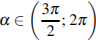 α ∈ (3π/2; 2π)